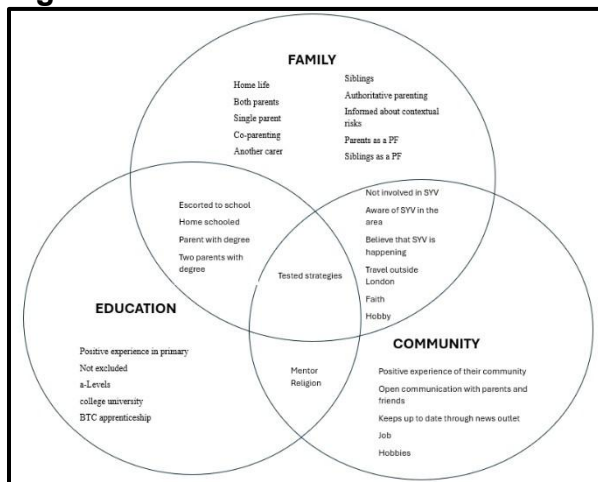 FAMILY
Home life
Both parents
Single parent
Co-parenting
Another carer
Siblings
Authoritative parenting
Informed about contextual
risks
Parents as a PF
Siblings as a PF
Escorted to school
Home schooled
Parent with degree
Two parents with
degree
Tested strategies
Not involved in SYV
Aware of SYV in the
area
Believe that SYV is
happening
Travel outside
London
Faith
Hobby
EDUCATION
Positive experience in primary
Not excluded
a-Levels
college university
BTC apprenticeship
Mentor
Religion
COMMUNITY
Positive experience of their community
Open communication with parents and
friends
Keeps up to date through news outlet
Job
Hobbies